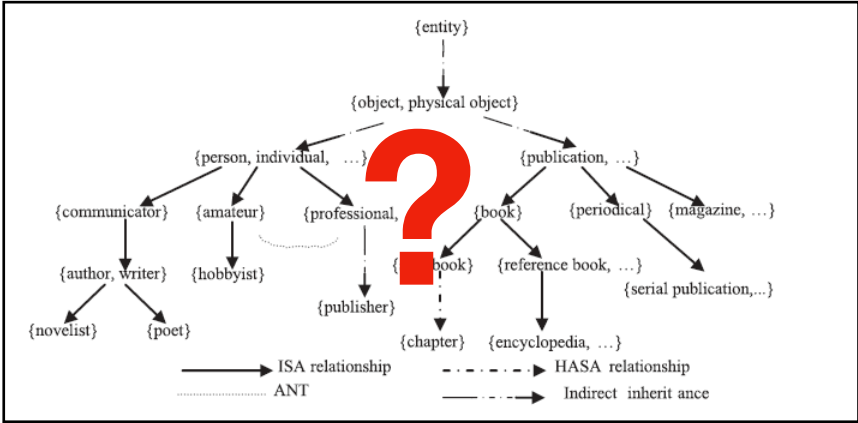 {entity}
{object, physical object}
{person, individual, …} {publication, …}
{communicator} {amateur} {professional, {book} {periodical} {magazine, …}
{author, writer} {hobbyist} book} {reference book, …}
{serial publication,...}
{publisher}
{novelist} {poet} {chapter} {encyclopedia, …}
ISA relationship HASA relationship
ANT Indirect inherit ance
?